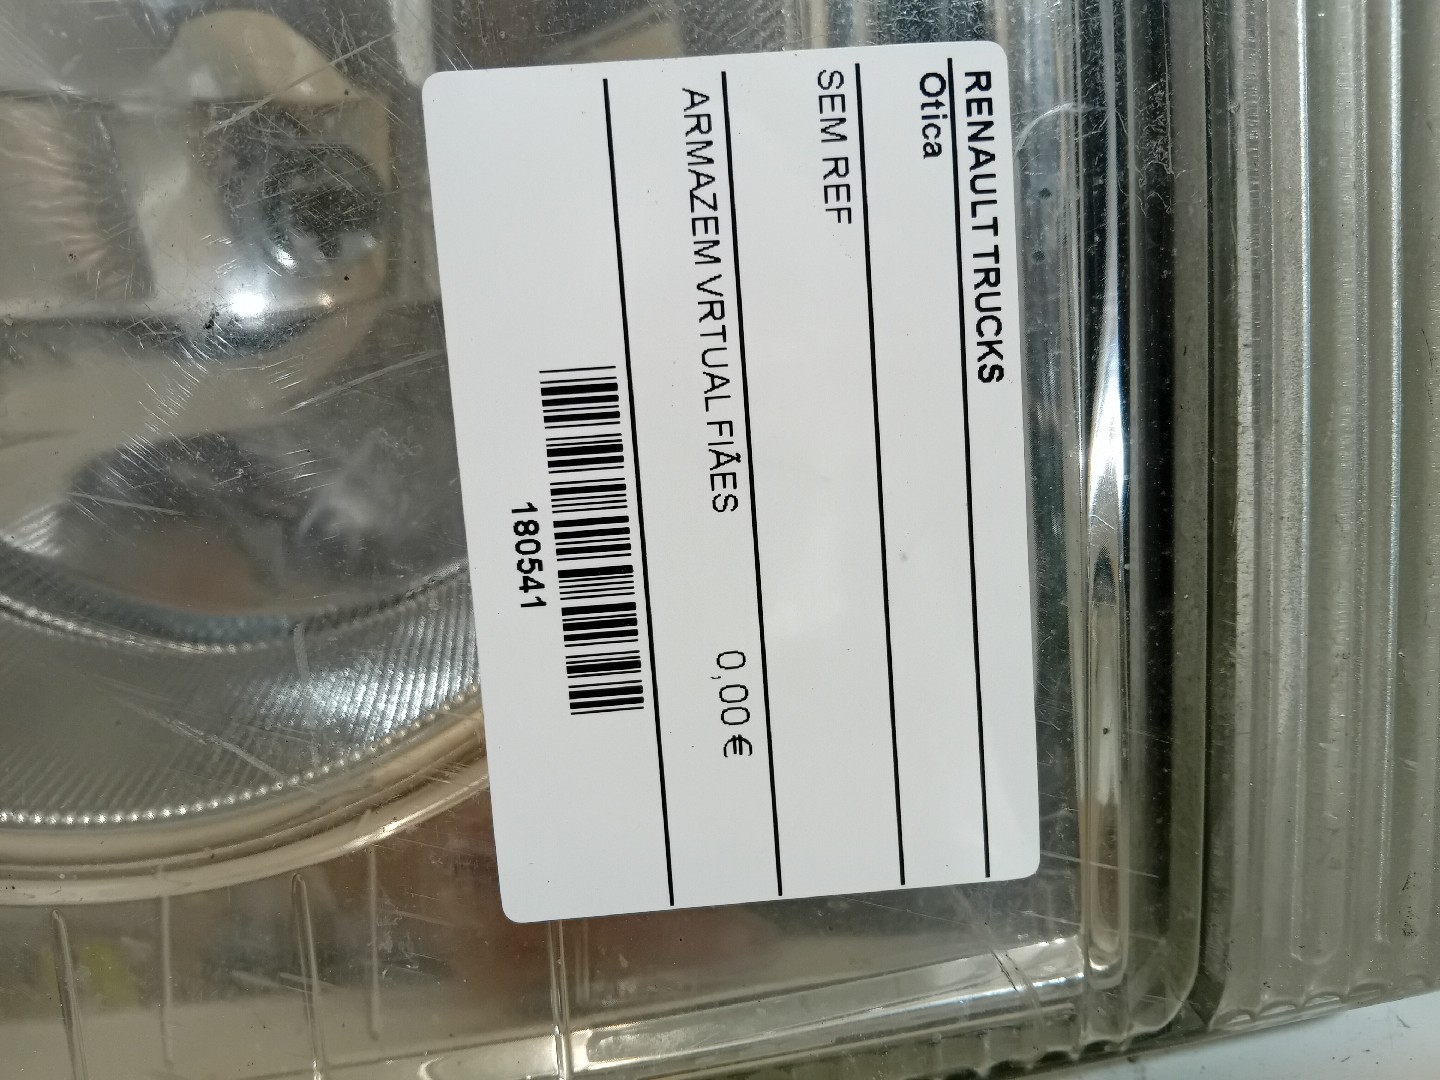 RENAULT TRUCKS
Otica
SEM REF
ARMAZEM VRTUAL FIÃES 0,00 €
180541